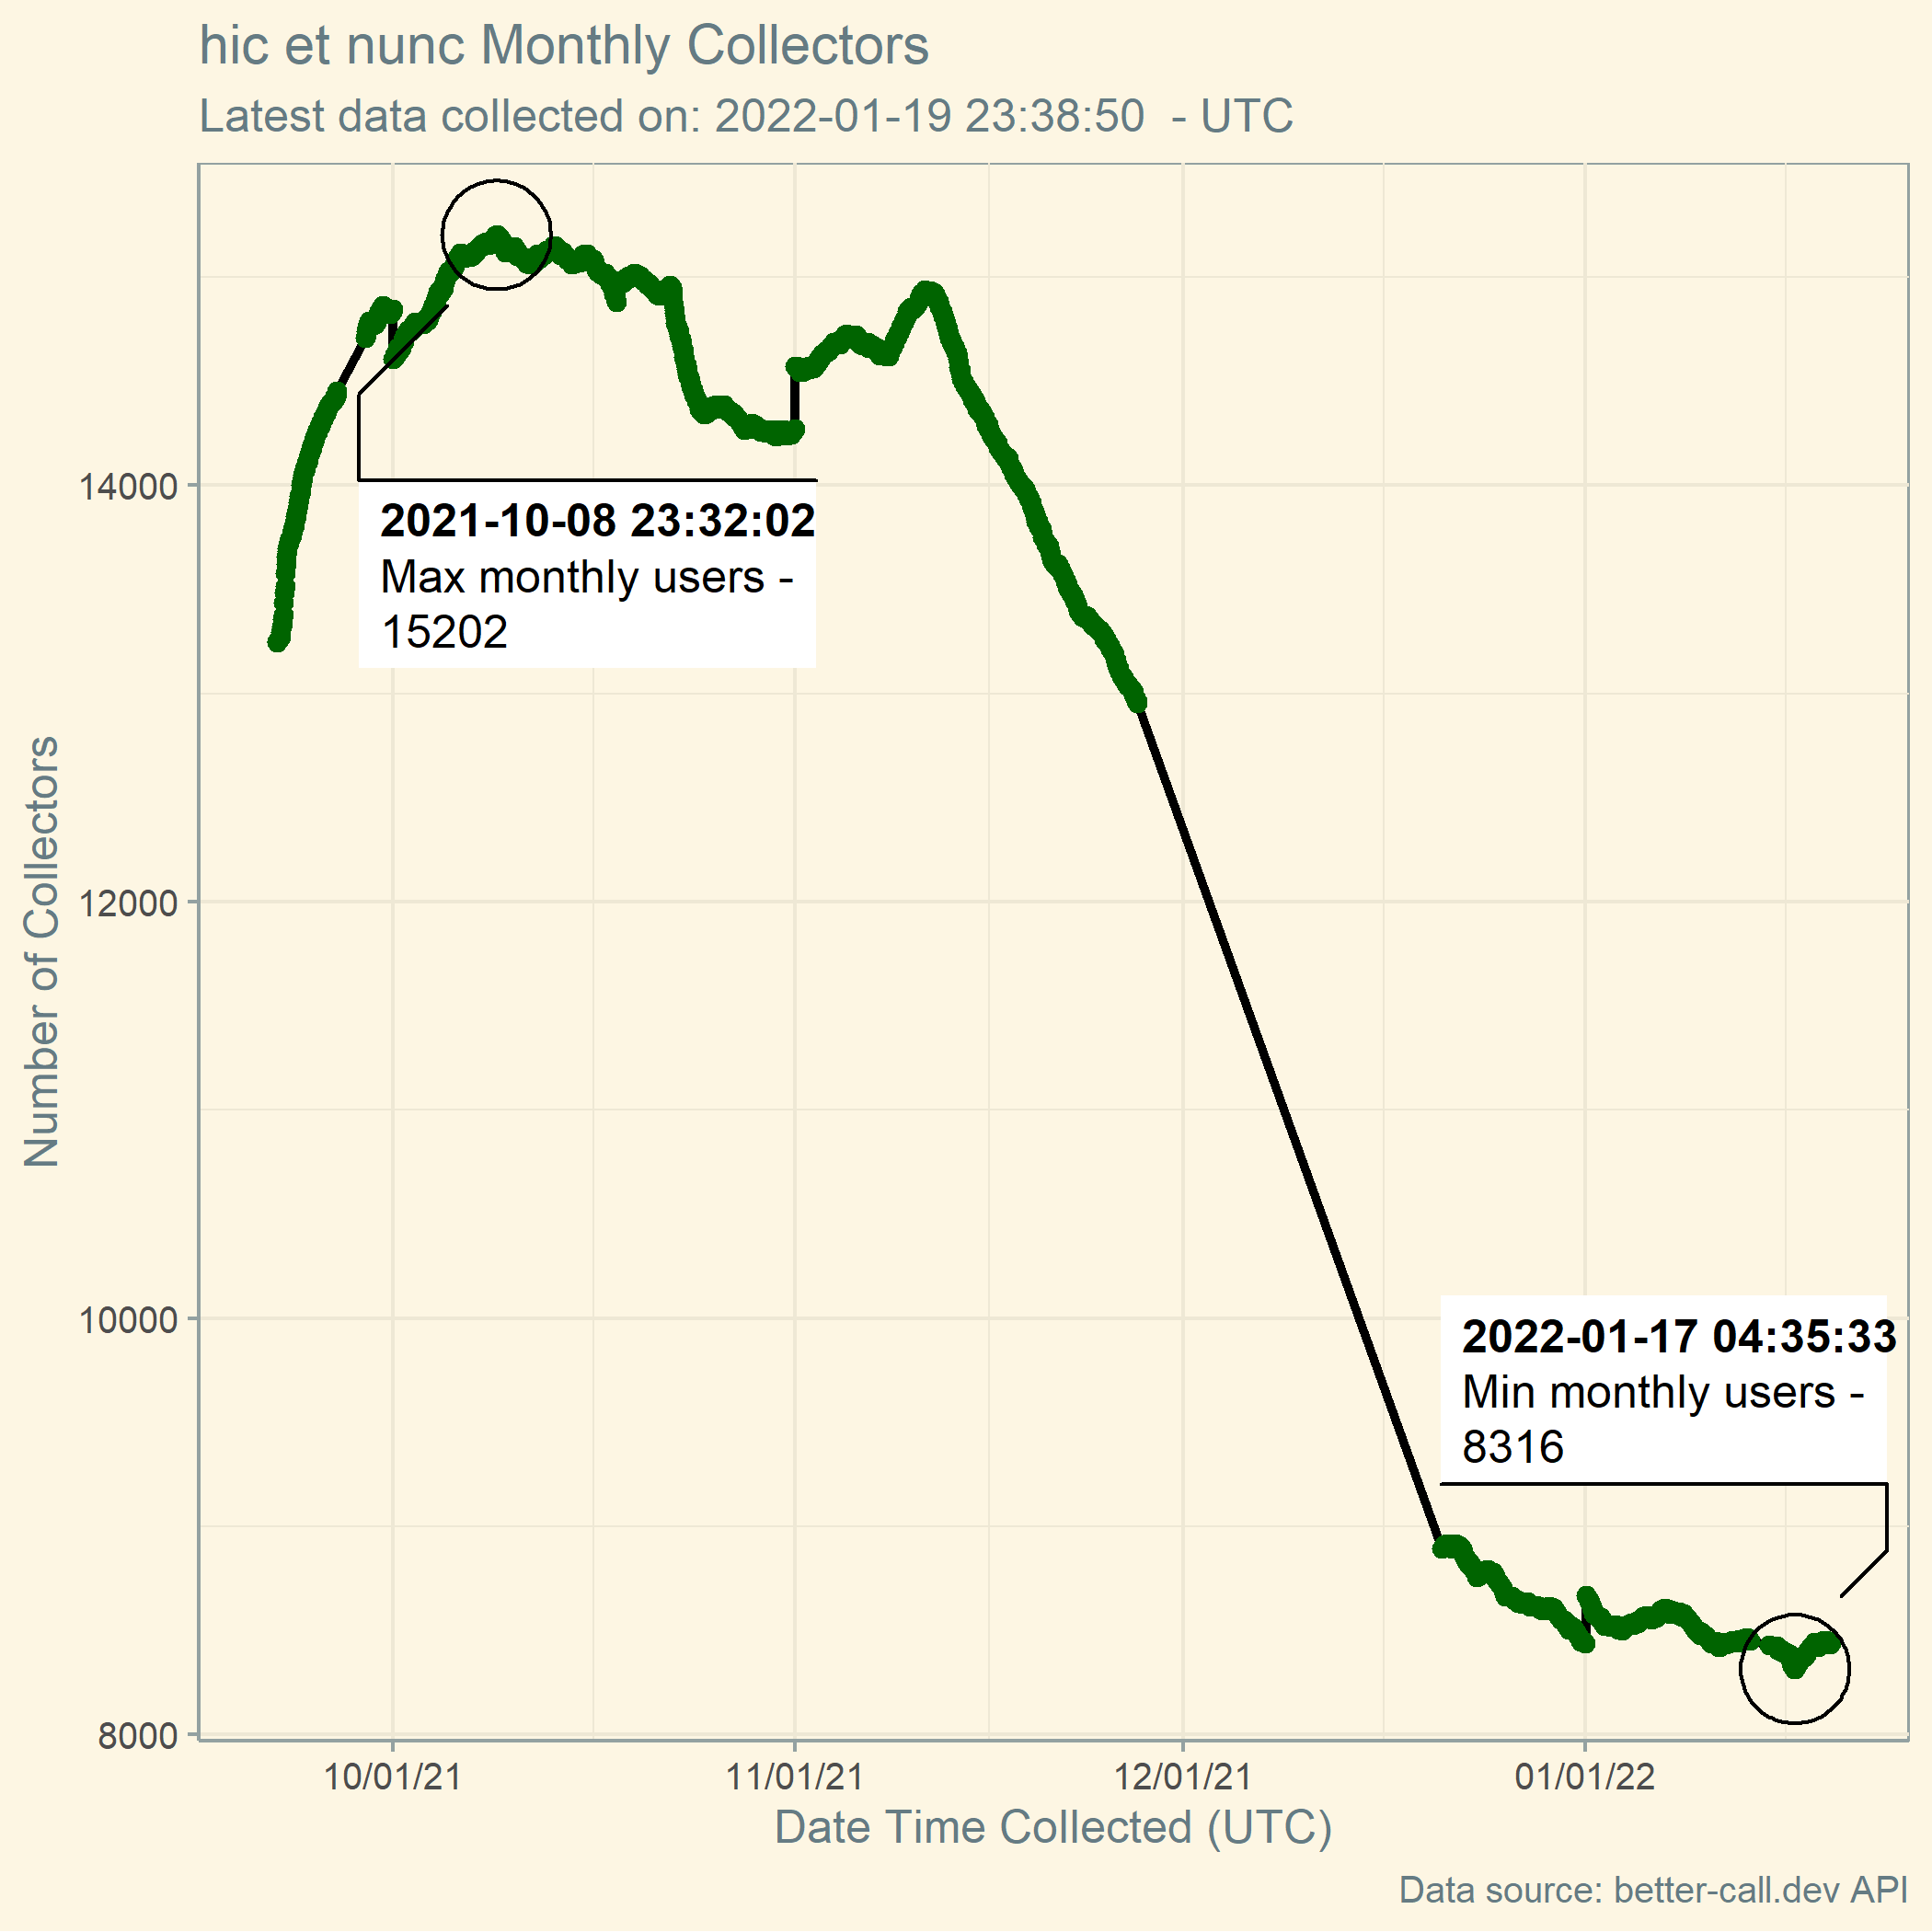 hic et nunc Monthly Collectors
Latest data collected on: 2022-01-19 23:38:50  - UTC
Number of Collectors
14000
12000
10000
8000
2021-10-08 23:32:02
Max monthly users -
15202
2022-01-17 04:35:33
Min monthly users -
8316
10/01/21
11/01/21
12/01/21
01/01/22
Date Time Collected (UTC)
Data source: better-call.dev API